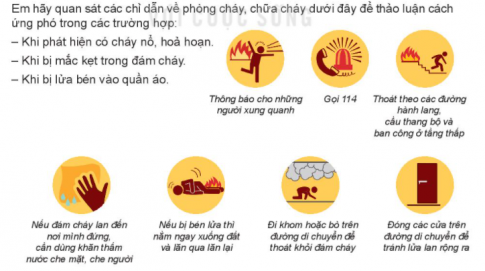 Em hãy quan sát các chỉ dẫn về phòng cháy, chữa cháy dưới đây để thảo luận cách
ứng phó trong các trường hợp:
– Khi phát hiện có cháy nổ, hoả hoạn.
– Khi bị mắc kẹt trong đám cháy.
– Khi bị lửa bén vào quần áo.
Thông báo cho những
người xung quanh
Gọi 114
Thoát theo các đường
hành lang,
cầu thang bộ và
ban công ở tầng thấp
Nếu đám cháy lan đến
nơi mình đứng,
cần dùng khăn thấm
nước che mặt, che người
Nếu bị bén lửa thì
nằm ngay xuống đất
và lăn qua lăn lại
Đi khom hoặc bò trên
đường di chuyển để
thoát khỏi đám cháy
Đóng các cửa trên
đường di chuyển để
tránh lửa lan rộng ra